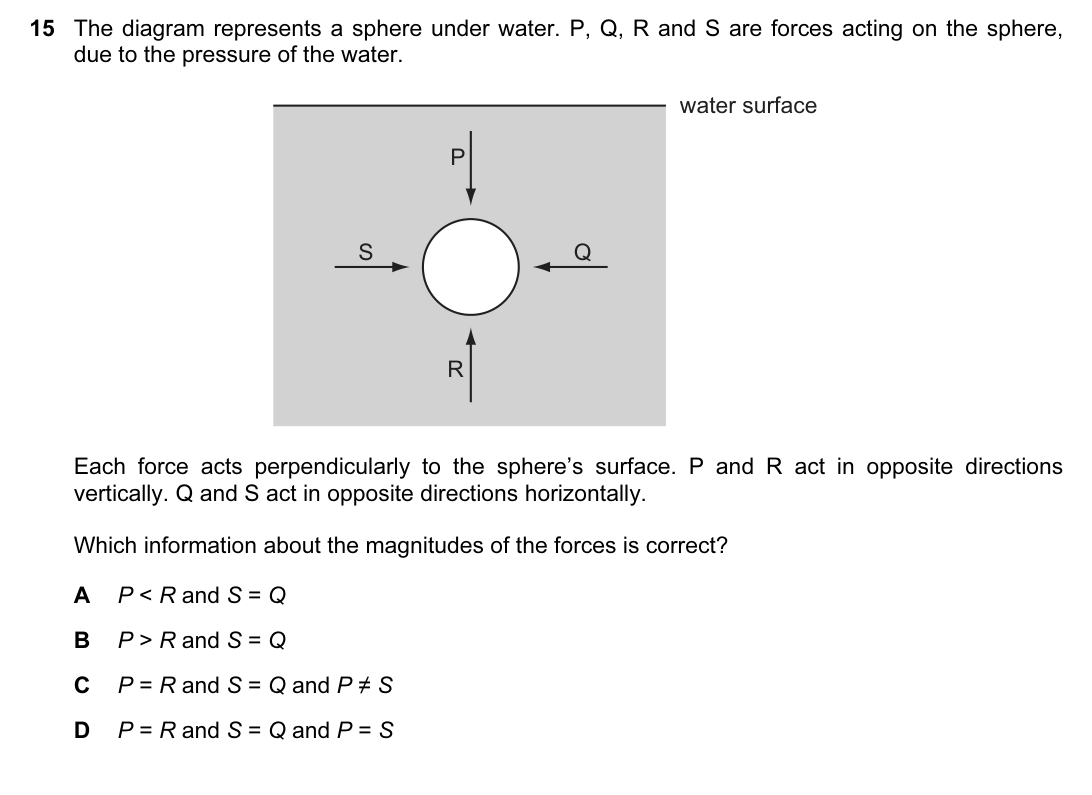 15 The diagram represents a sphere under water. P, Q, R and S are forces acting on the sphere,
due to the pressure of the water.
water surface
P
S
Q
R
Each force acts perpendicularly to the sphere’s surface. P and R act in opposite directions
vertically. Q and S act in opposite directions horizontally.
Which information about the magnitudes of the forces is correct?
A P < R and S = Q
B P > R and S = Q
C P = R and S = Q and P ≠ S
D P = R and S = Q and P = S